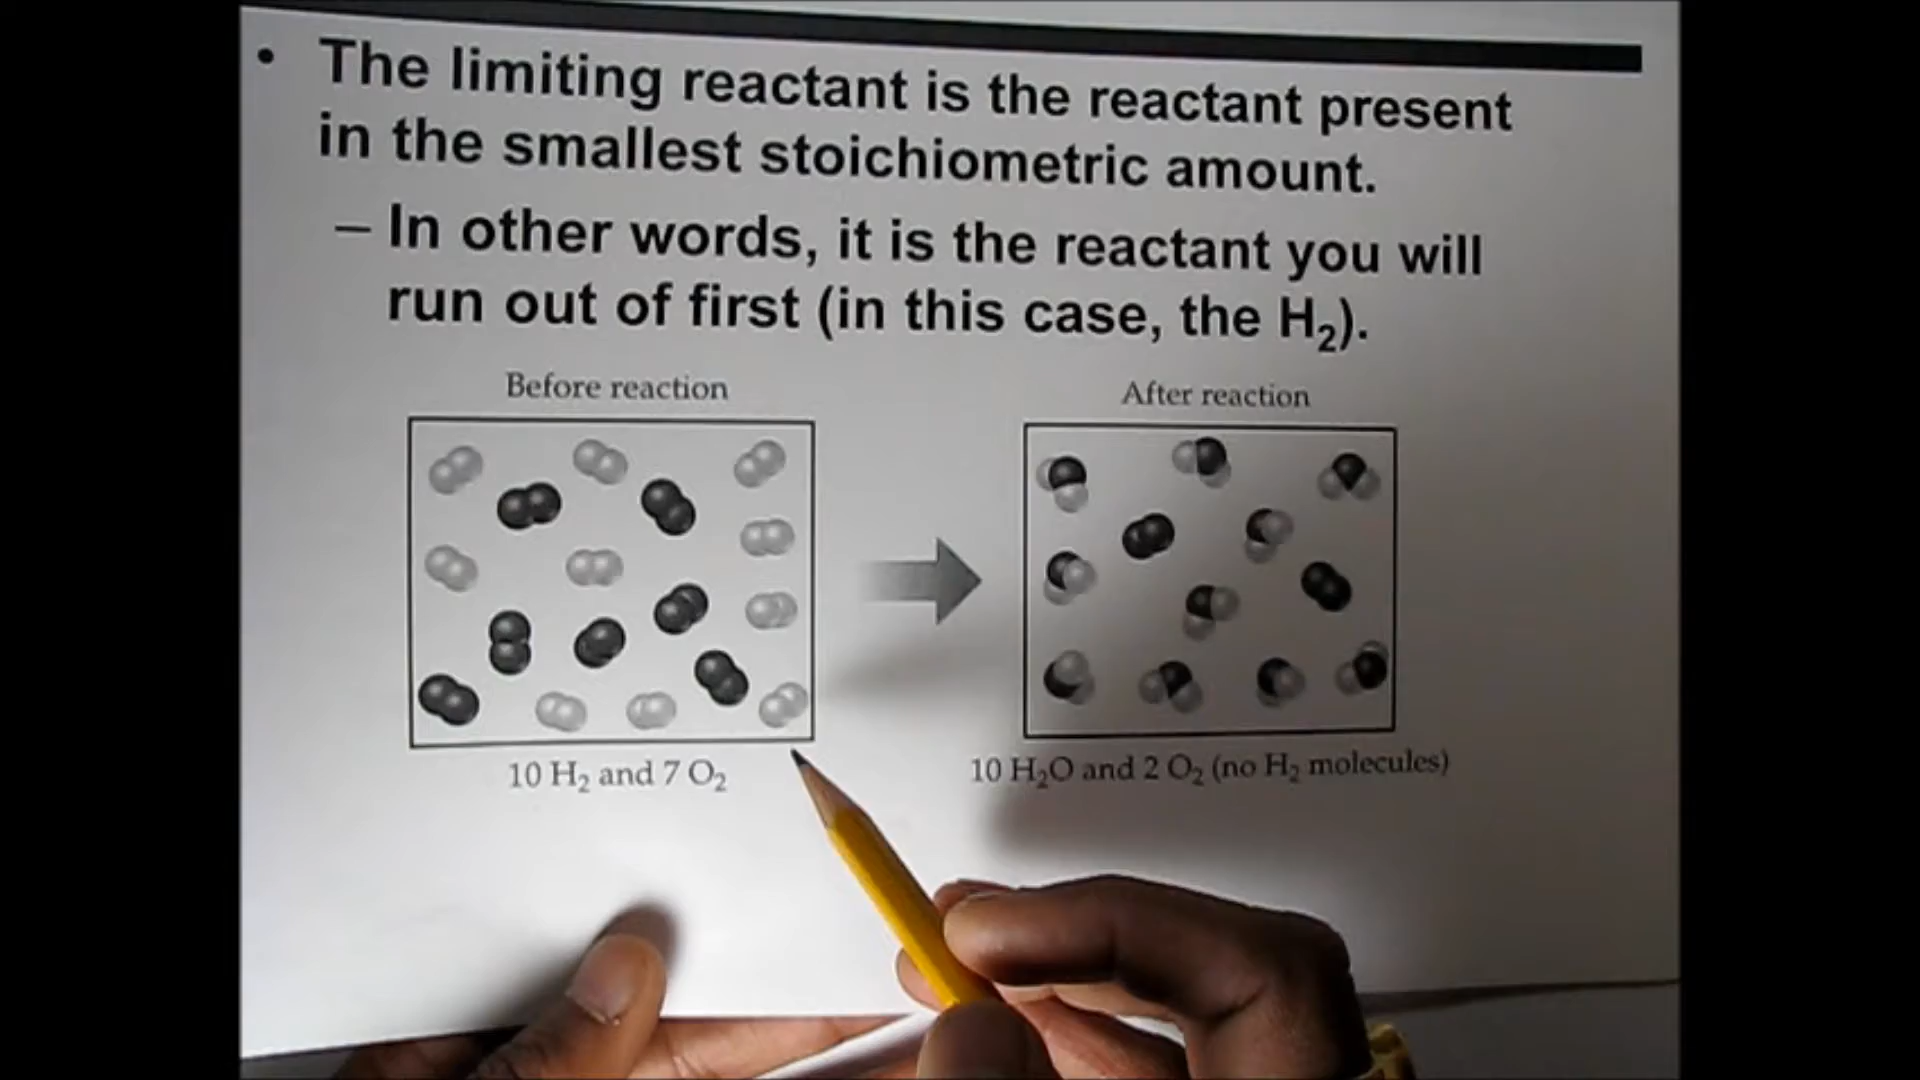 • The limiting reactant is the reactant present
in the smallest stoichiometric amount.
– In other words, it is the reactant you will
run out of first (in this case, the H₂).
Before reaction
After reaction
10 H₂ and 7 O₂
10 H₂O and 2 O₂ (no H₂ molecules)